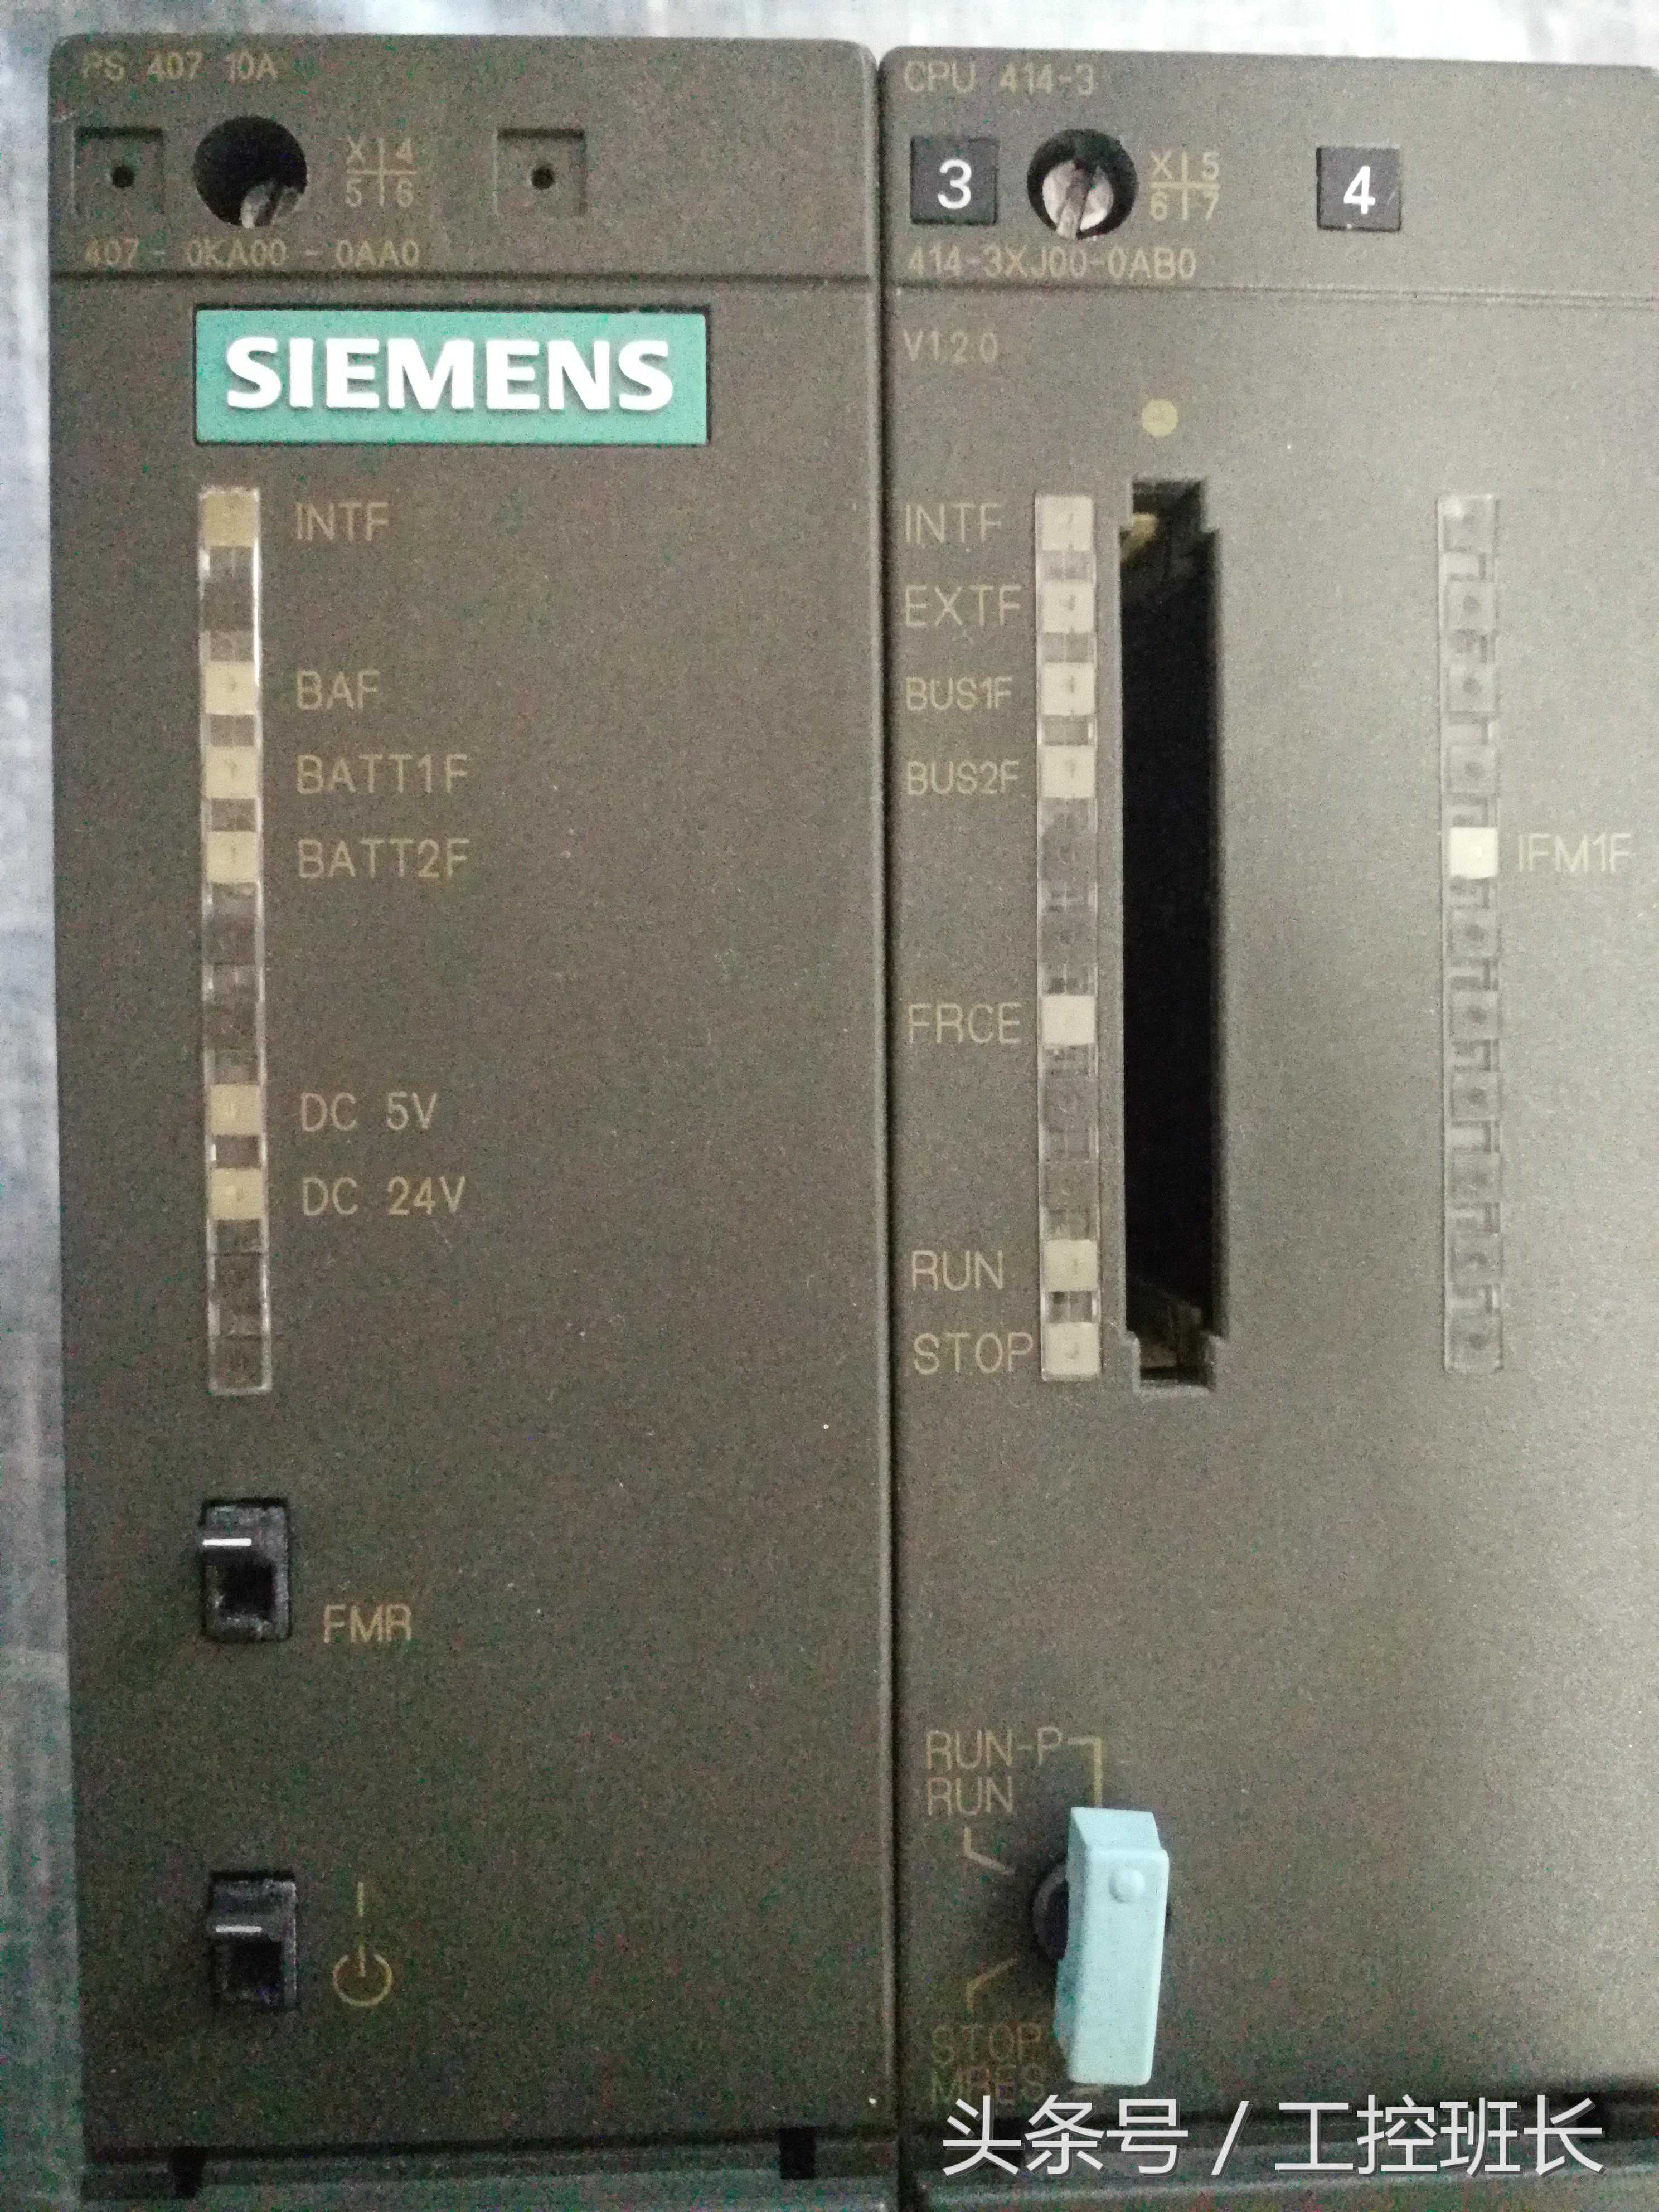 PS 407 10A
X 4
5 6
407-0KA00-0AA0
SIEMENS
INTF
BAF
BATT1F
BATT2F
DC 5V
DC 24V
FMR
CPU 414-3
3
X 5
6 7
4
414-3XJ00-0AB0
V1.2.0
INTF
EXTF
BUS1F
BUS2F
IFM1F
FRCE
RUN
STOP
RUN-P
RUN
STOP
MRES
头条号 / 工控班长